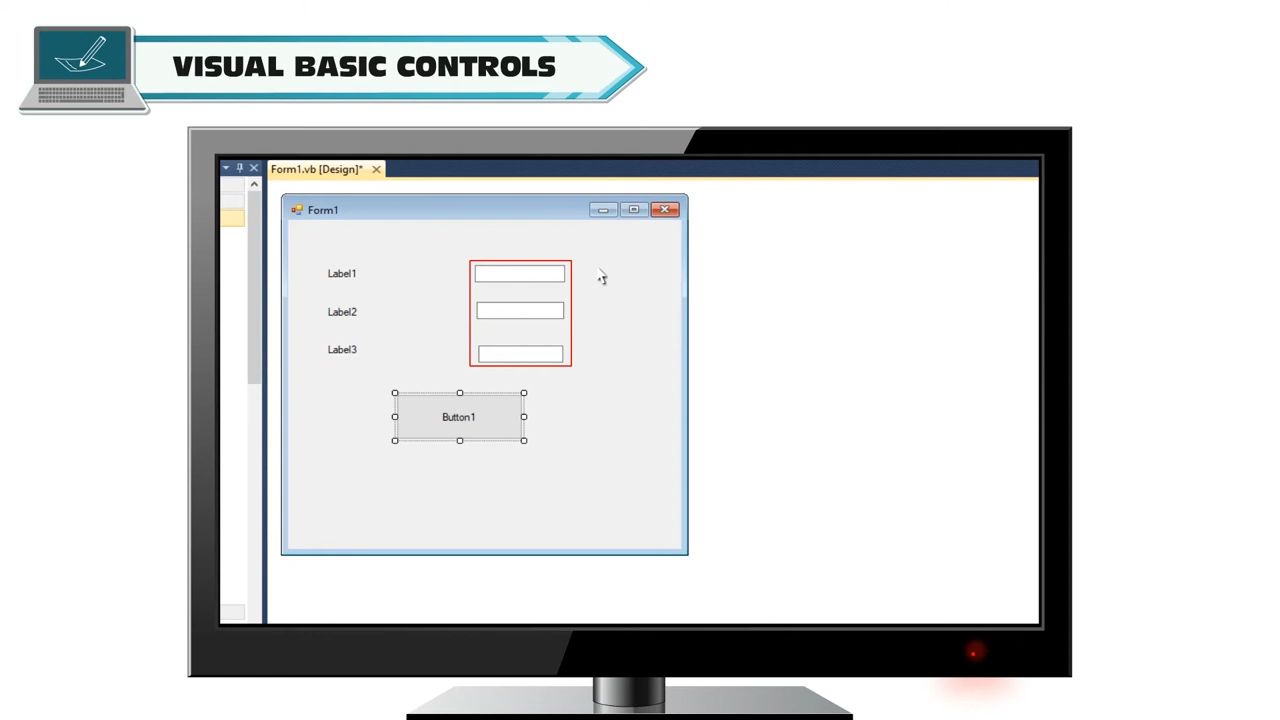 VISUAL BASIC CONTROLS
Form1.vb [Design]*
Form1
Label1
Label2
Label3
Button1